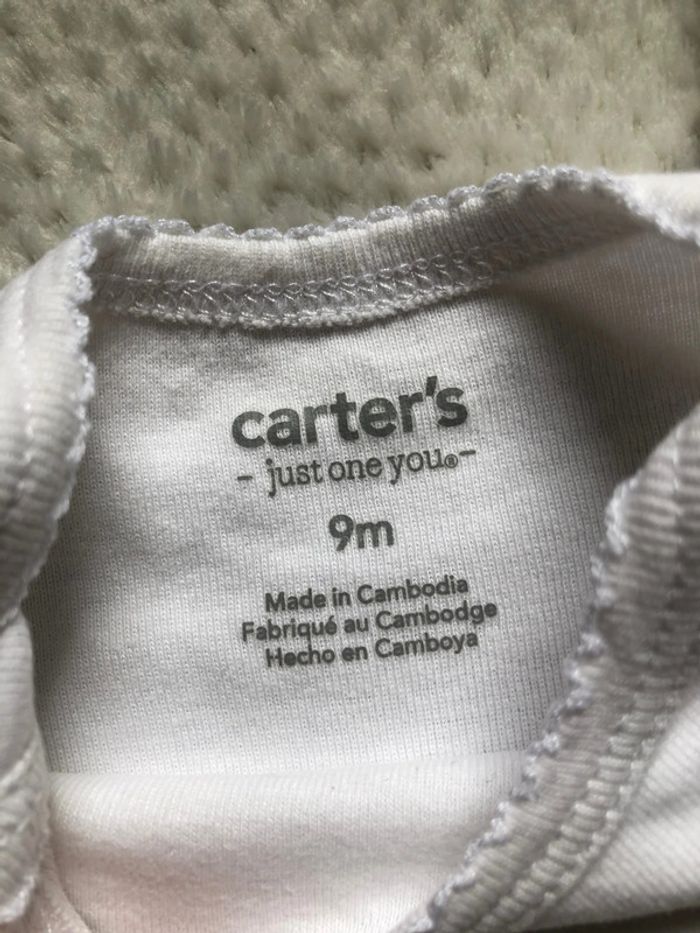 carter's
- just one you® -
9m
Made in Cambodia
Fabriqué au Cambodge
Hecho en Camboya